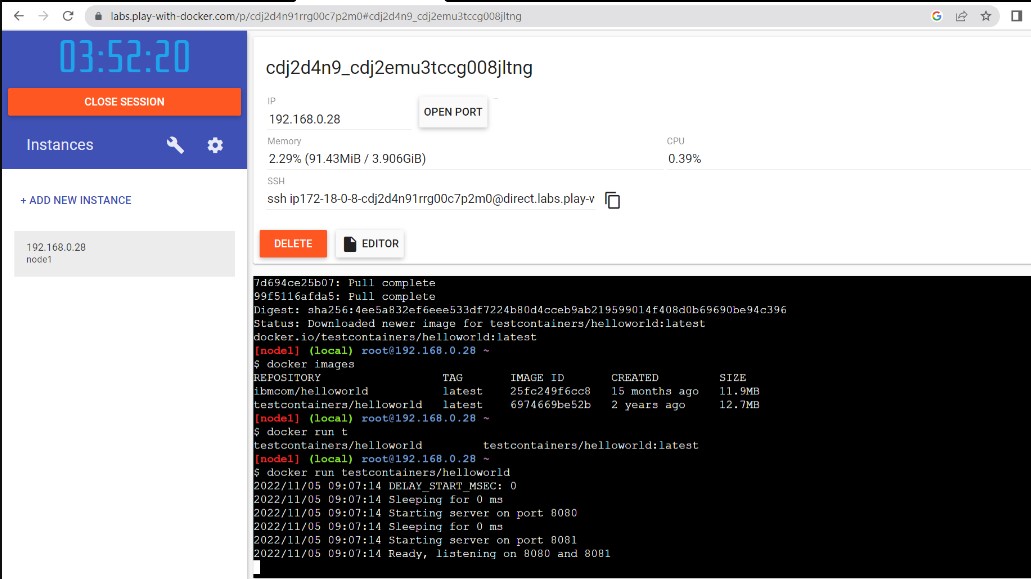 labs.play-with-docker.com/p/cdj2d4n91rrg00c7p2m0#cdj2d4n9_cdj2emu3tccg008jltng
03:52:20
CLOSE SESSION
Instances
+ ADD NEW INSTANCE
192.168.0.28
node1
cdj2d4n9_cdj2emu3tccg008jltng
IP
192.168.0.28
OPEN PORT
Memory
2.29% (91.43MiB / 3.906GiB)
CPU
0.39%
SSH
ssh ip172-18-0-8-cdj2d4n91rrg00c7p2m0@direct.labs.play-v
DELETE
EDITOR
7d694ce25b07: Pull complete
99f5116afda5: Pull complete
Digest: sha256:4ee5a832ef6eee533df7224b80d4cceb9ab219599014f408d0b69690be94c396
Status: Downloaded newer image for testcontainers/helloworld:latest
docker.io/testcontainers/helloworld:latest
[node1] (local) root@192.168.0.28 ~
$ docker images
REPOSITORY TAG IMAGE ID CREATED SIZE
ibmcom/helloworld latest 25fc249f6cc8 15 months ago 11.9MB
testcontainers/helloworld latest 6974669be52b 2 years ago 12.7MB
[node1] (local) root@192.168.0.28 ~
$ docker run t
testcontainers/helloworld testcontainers/helloworld:latest
[node1] (local) root@192.168.0.28 ~
$ docker run testcontainers/helloworld
2022/11/05 09:07:14 DELAY_START_MSEC: 0
2022/11/05 09:07:14 Sleeping for 0 ms
2022/11/05 09:07:14 Starting server on port 8080
2022/11/05 09:07:14 Sleeping for 0 ms
2022/11/05 09:07:14 Starting server on port 8081
2022/11/05 09:07:14 Ready, listening on 8080 and 8081